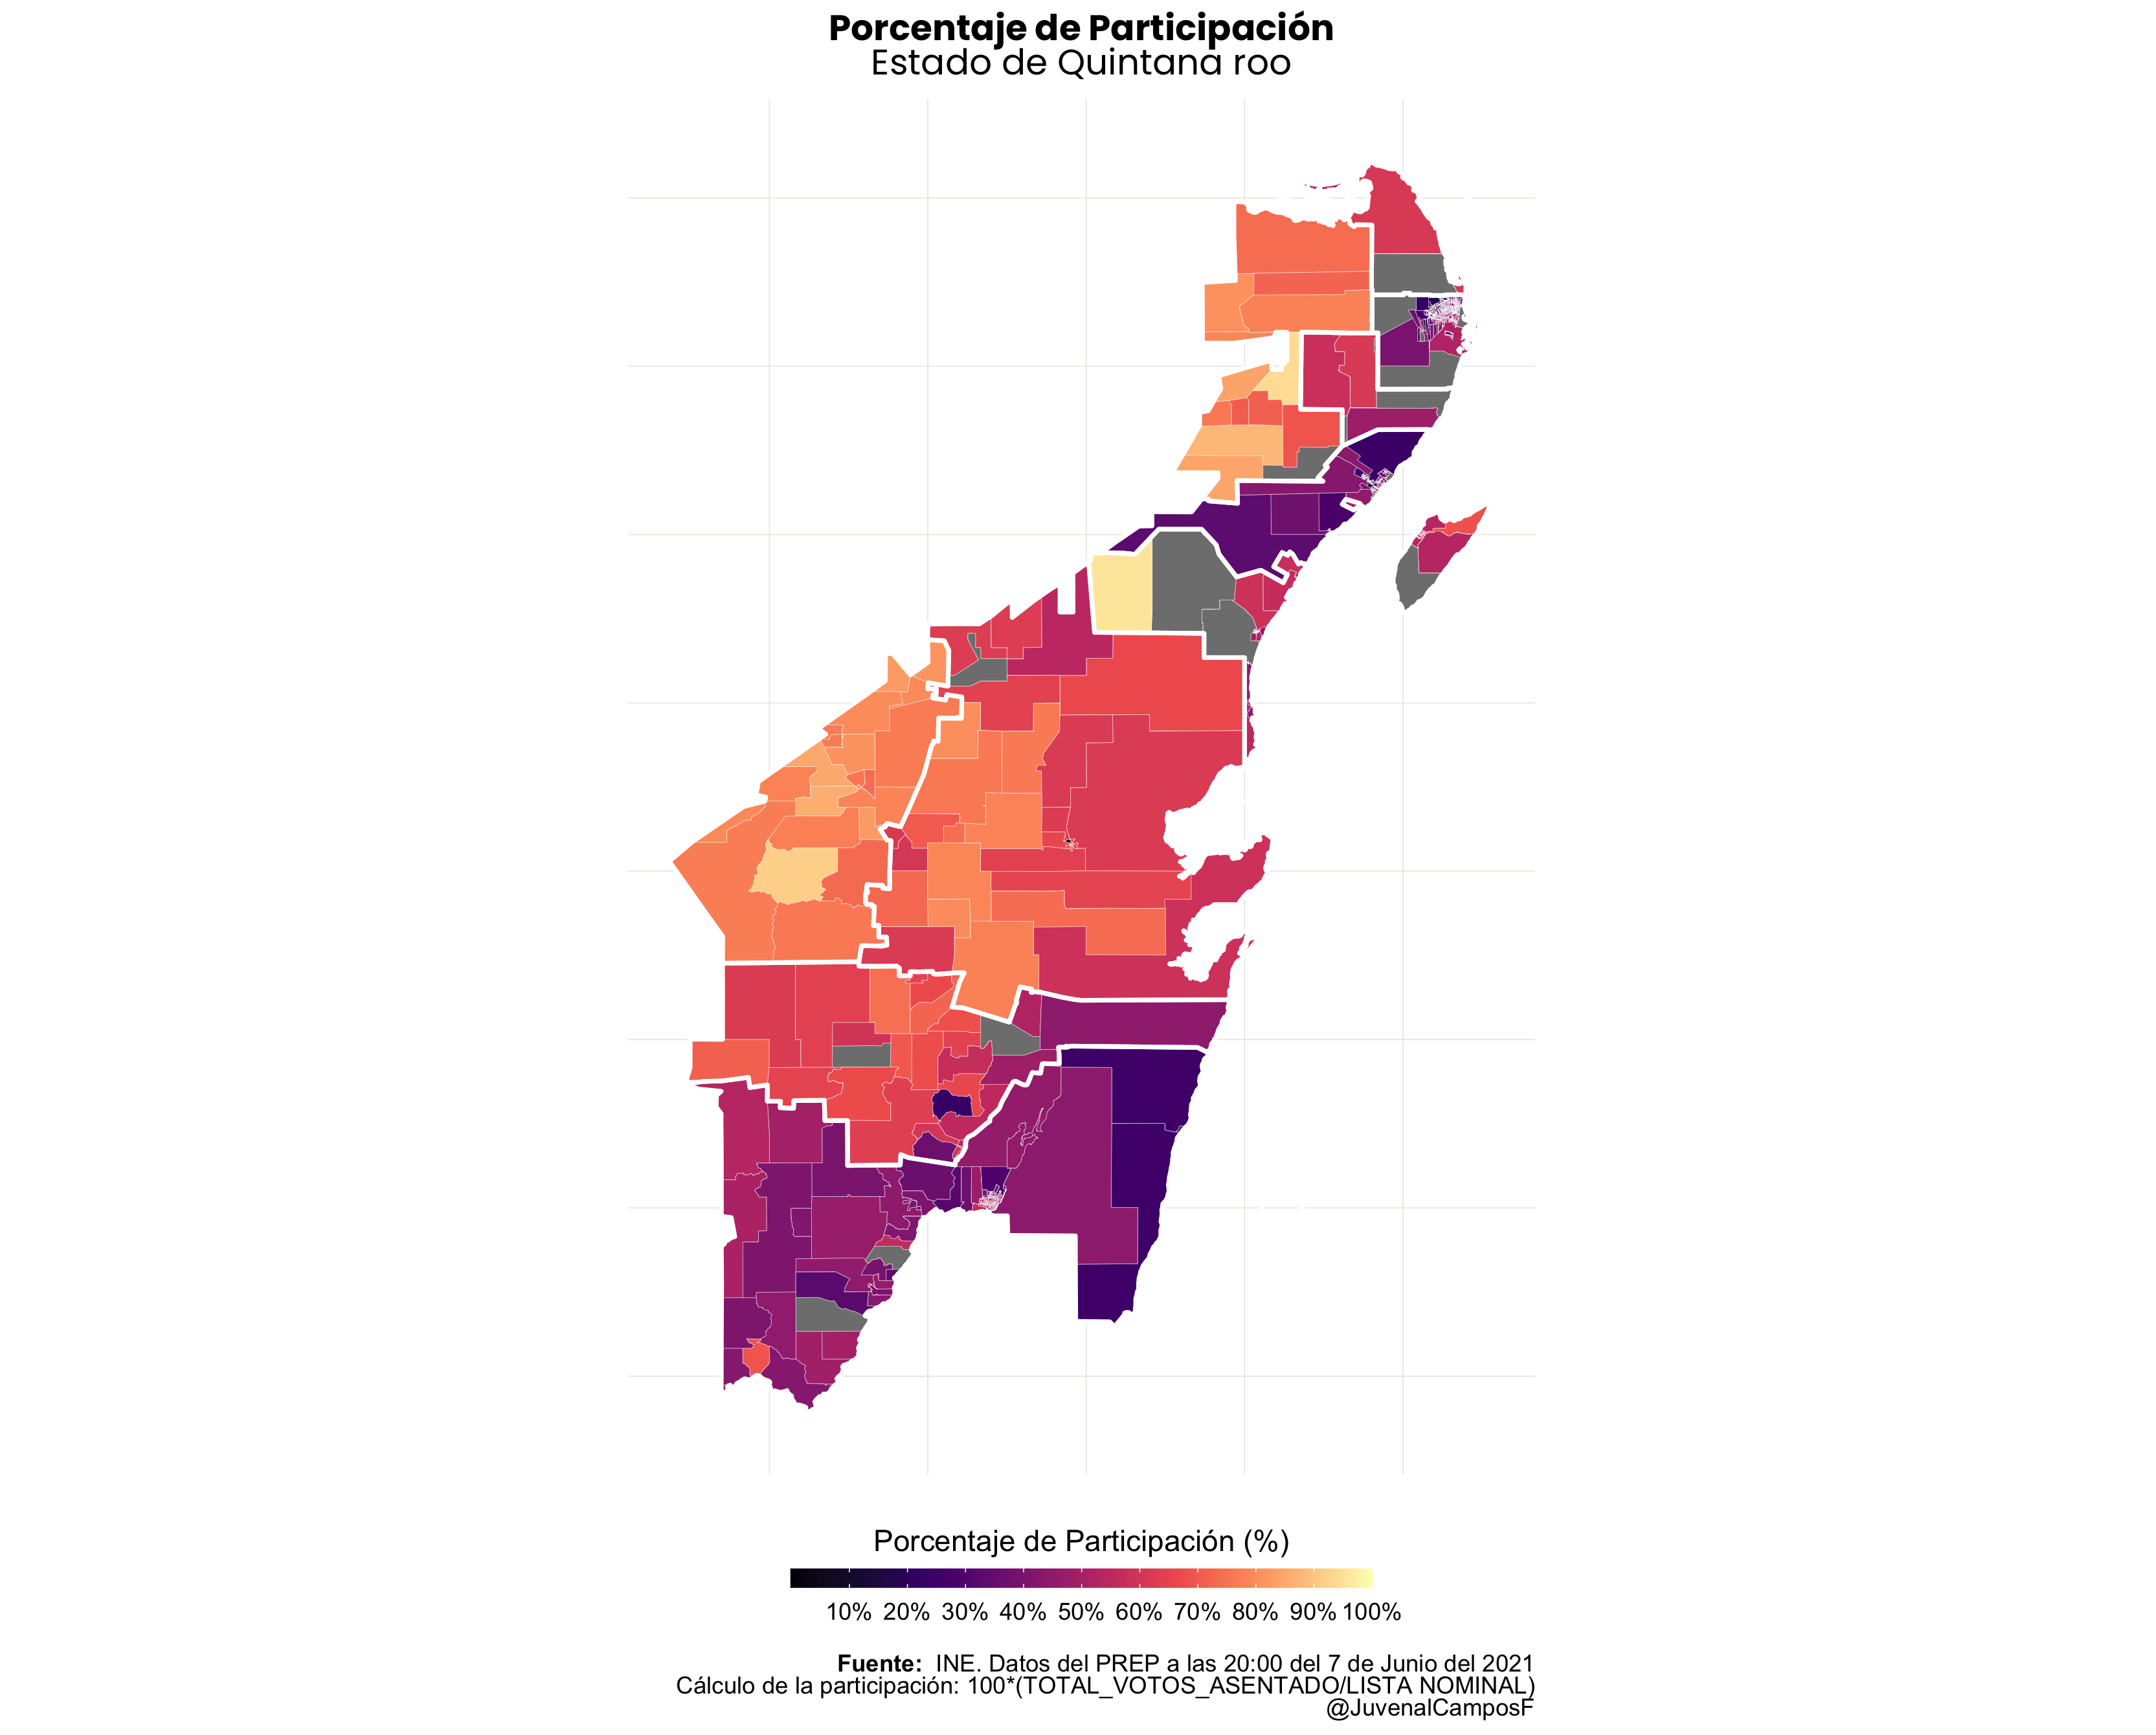 Porcentaje de Participación
Estado de Quintana roo
Porcentaje de Participación (%)
10% 20% 30% 40% 50% 60% 70% 80% 90% 100%
Fuente: INE. Datos del PREP a las 20:00 del 7 de Junio del 2021
Cálculo de la participación: 100*(TOTAL_VOTOS_ASENTADO/LISTA NOMINAL)
@JuvenalCamposF